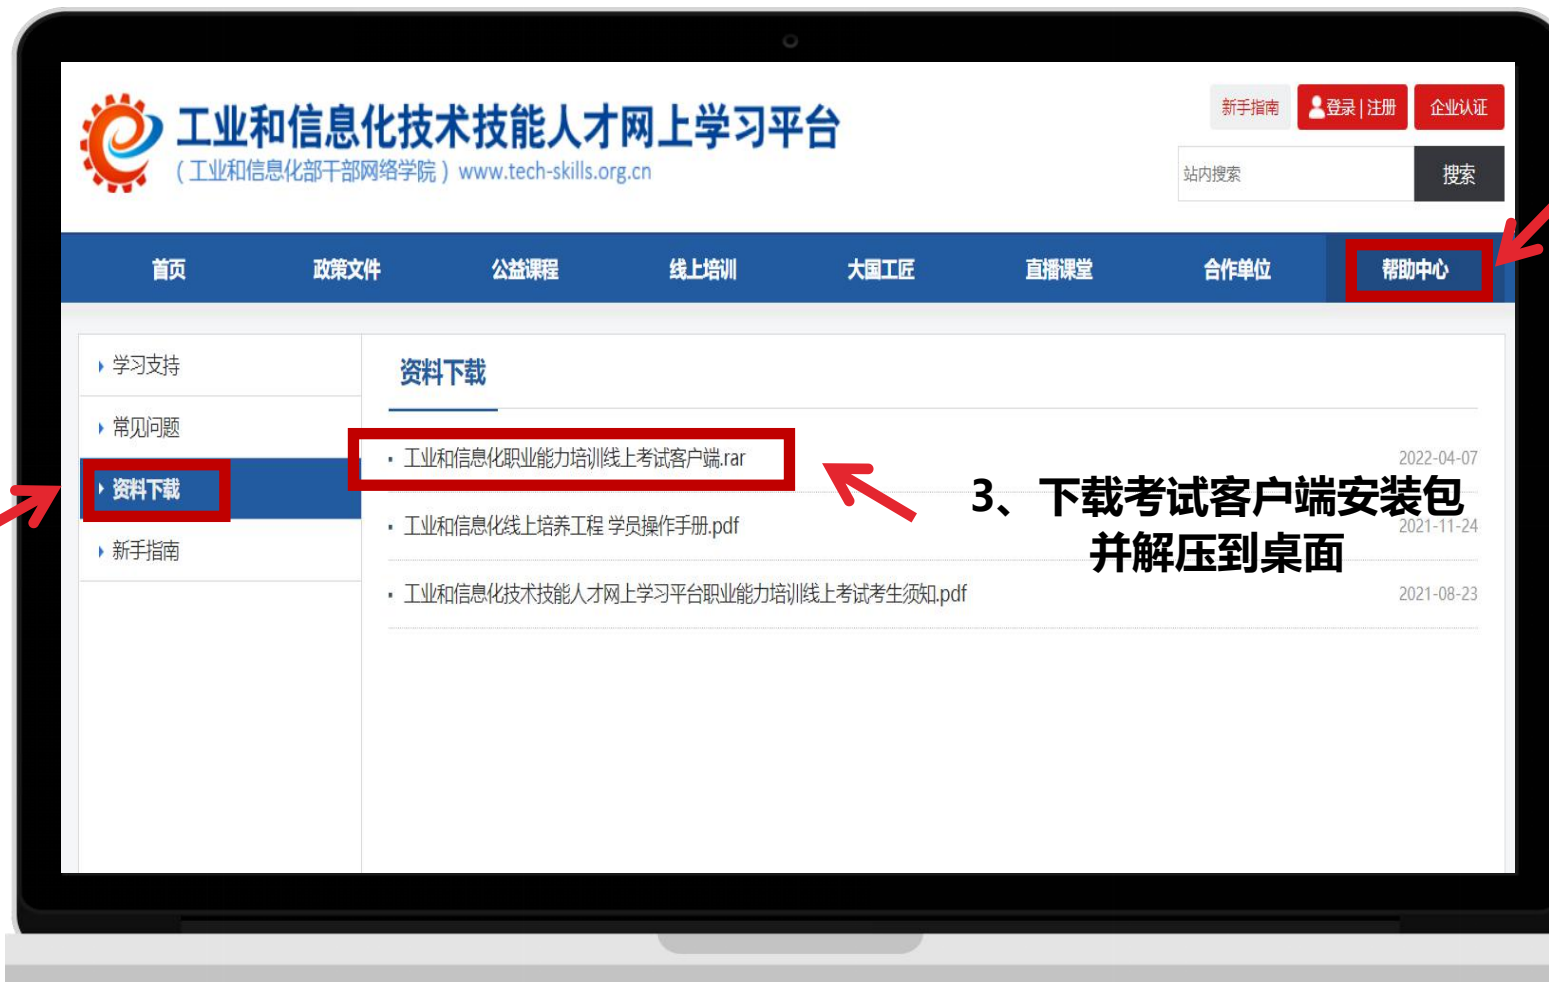 工业和信息化技术技能人才网上学习平台
（工业和信息化部干部网络学院）www.tech-skills.org.cn
新手指南
登录 | 注册
企业认证
站内搜索
搜索
首页
政策文件
公益课程
线上培训
大国工匠
直播课堂
合作单位
帮助中心
学习支持
常见问题
资料下载
新手指南
资料下载
工业和信息化职业能力培训线上考试客户端.rar
2022-04-07
工业和信息化线上培养工程 学员操作手册.pdf
2021-11-24
工业和信息化技术技能人才网上学习平台职业能力培训线上考试考生须知.pdf
2021-08-23
3、下载考试客户端安装包
并解压到桌面